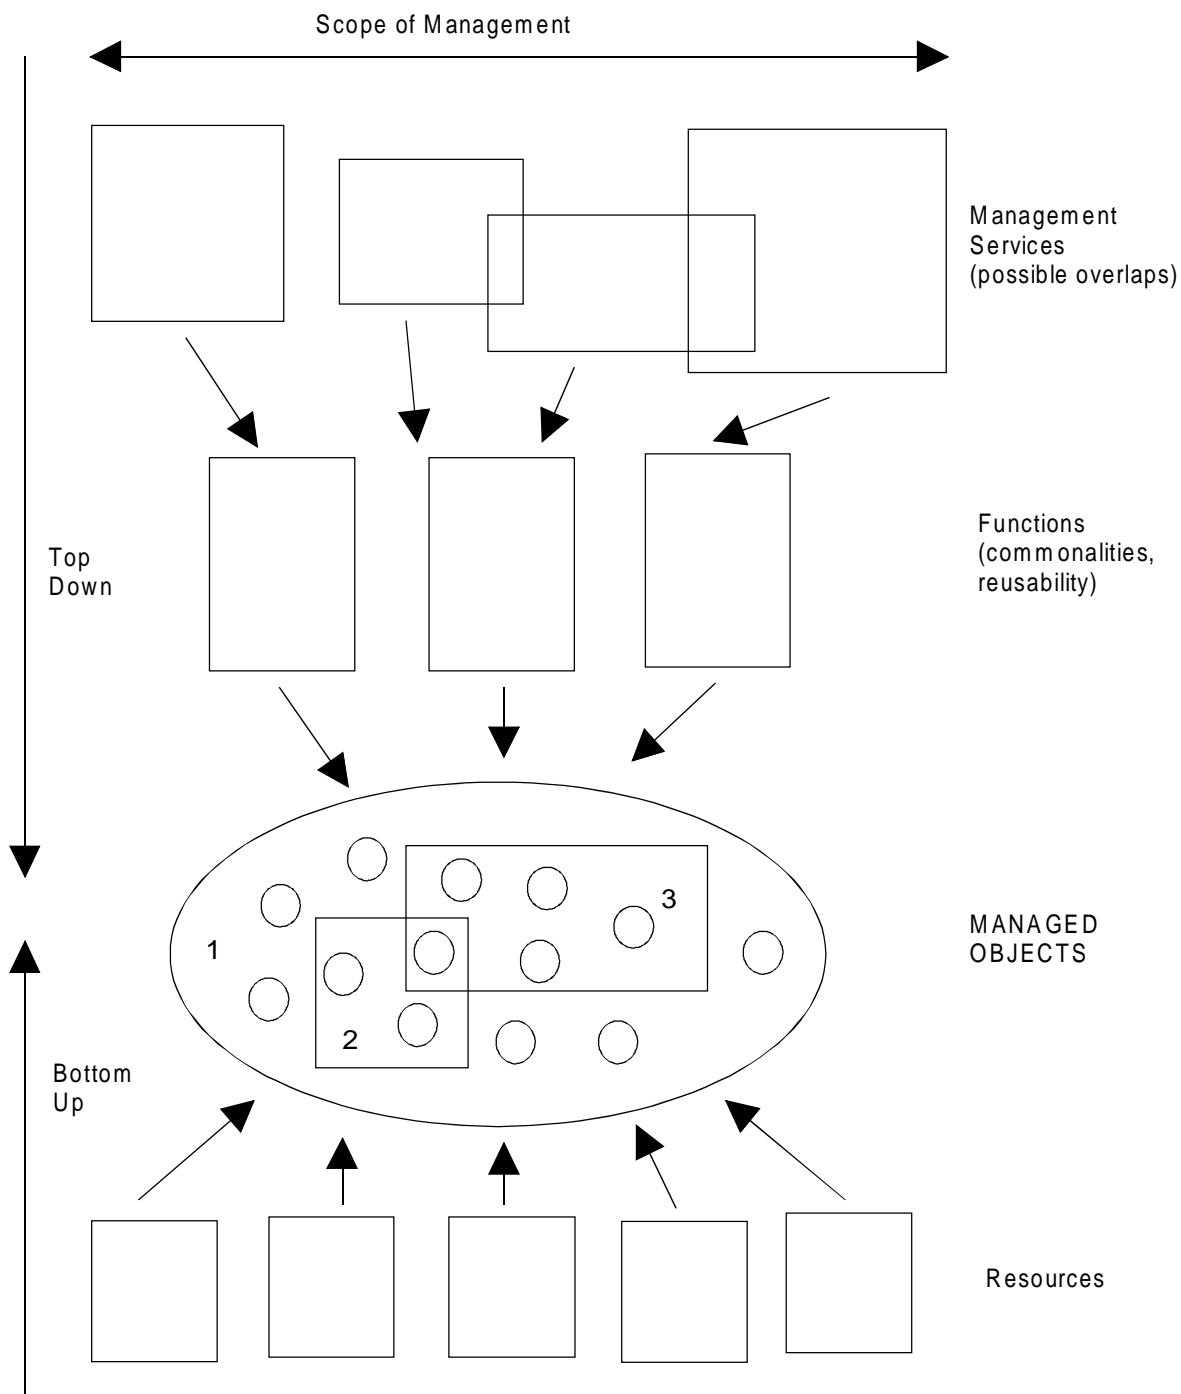 Scope of Management
Management
Services
(possible overlaps)
Functions
(commonalities,
reusability)
Top
Down
3
1
MANAGED
OBJECTS
2
Bottom
Up
Resources